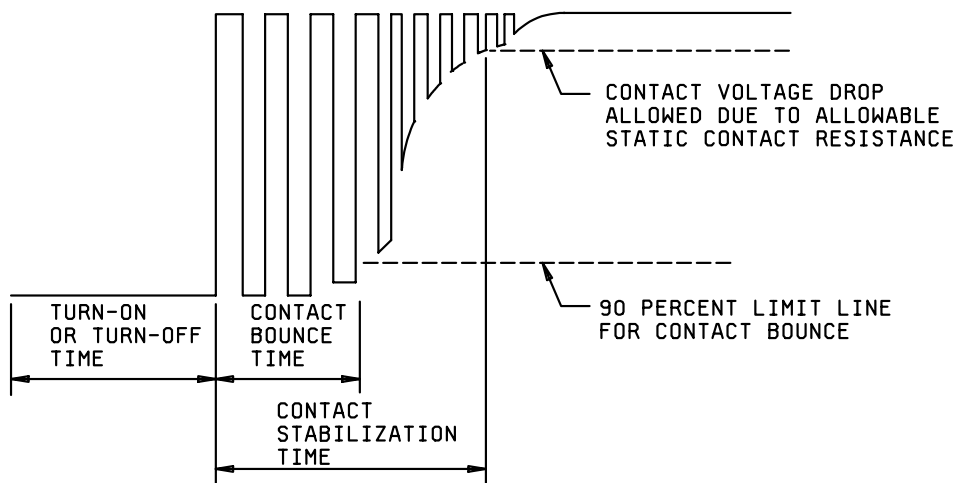 CONTACT VOLTAGE DROP
ALLOWED DUE TO ALLOWABLE
STATIC CONTACT RESISTANCE
90 PERCENT LIMIT LINE
FOR CONTACT BOUNCE
TURN-ON
OR TURN-OFF
TIME
CONTACT
BOUNCE
TIME
CONTACT
STABILIZATION
TIME